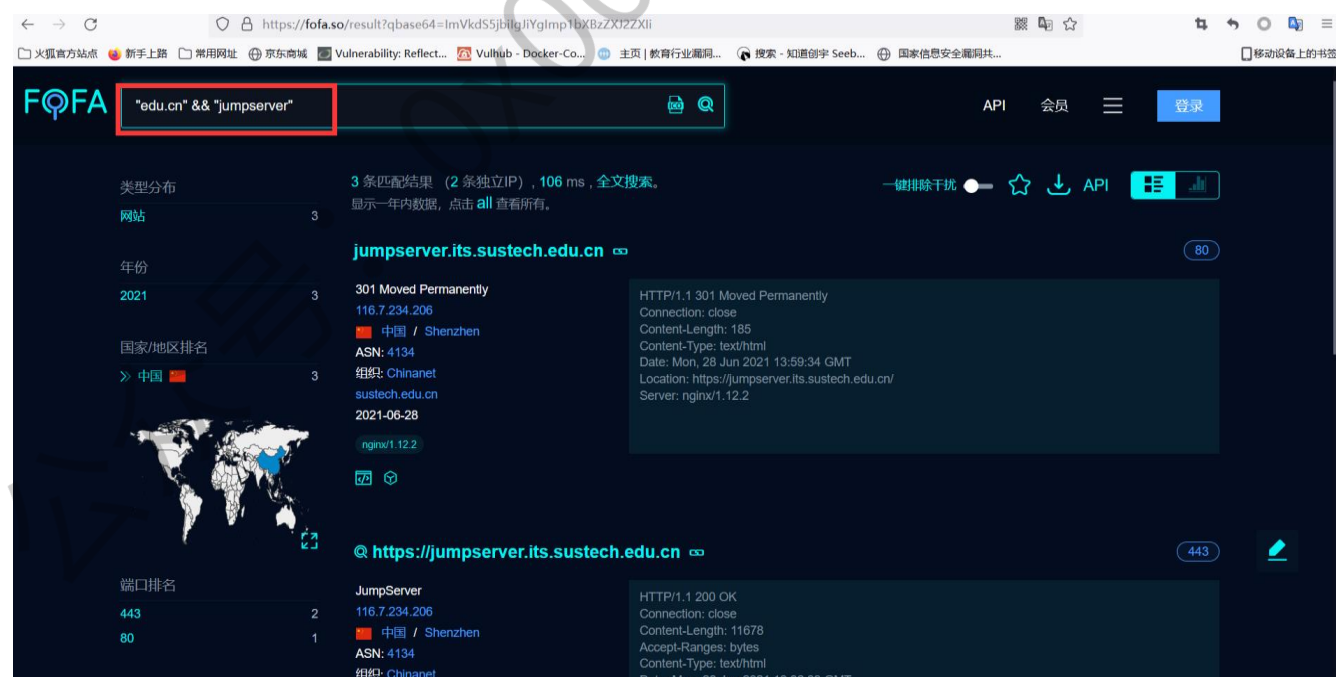 https://fofa.so/result?qbase64=ImVkdS5jbiIgJiYgImp1bXBzZXJ2ZXIi
火狐官方站点 新手上路 常用网址 京东商城 Vulnerability: Reflect... Vulhub - Docker-Co... 主页 | 教育行业漏洞... 搜索 - 知道创宇 Seeb... 国家信息安全漏洞共... 移动设备上的书签
FOFA "edu.cn" && "jumpserver" API 会员 登录
3 条匹配结果 （2 条独立IP）, 106 ms , 全文搜索。
显示一年内数据，点击 all 查看所有。
一键排除干扰 API
类型分布
网站 3
年份
2021 3
国家/地区排名
中国 3
端口排名
443 2
80 1
jumpserver.its.sustech.edu.cn 80
301 Moved Permanently
116.7.234.206
中国 / Shenzhen
ASN: 4134
组织: Chinanet
sustech.edu.cn
2021-06-28
nginx/1.12.2
HTTP/1.1 301 Moved Permanently
Connection: close
Content-Length: 185
Content-Type: text/html
Date: Mon, 28 Jun 2021 13:59:34 GMT
Location: https://jumpserver.its.sustech.edu.cn/
Server: nginx/1.12.2
https://jumpserver.its.sustech.edu.cn 443
JumpServer
116.7.234.206
中国 / Shenzhen
ASN: 4134
组织: Chinanet
HTTP/1.1 200 OK
Connection: close
Content-Length: 11678
Accept-Ranges: bytes
Content-Type: text/html